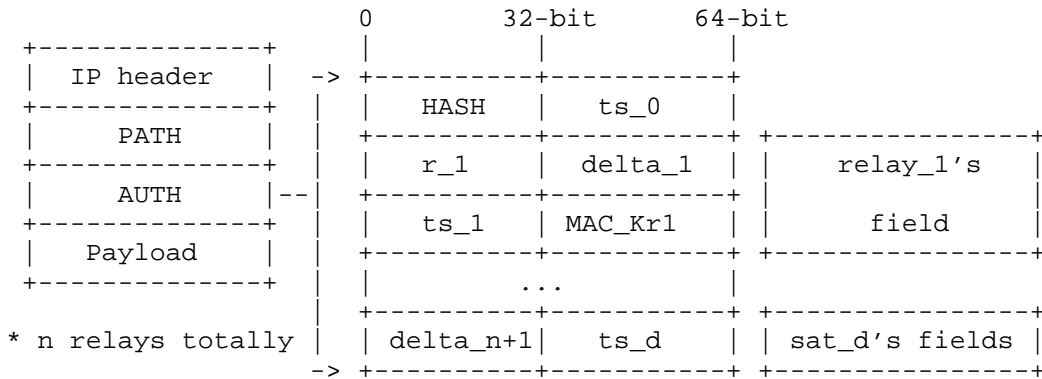 0 32-bit 64-bit
IP header
HASH ts_0
PATH
r_1 delta_1 relay_1's
AUTH
ts_1 MAC_Kr1 field
Payload
...
* n relays totally delta_n+1 ts_d sat_d's fields